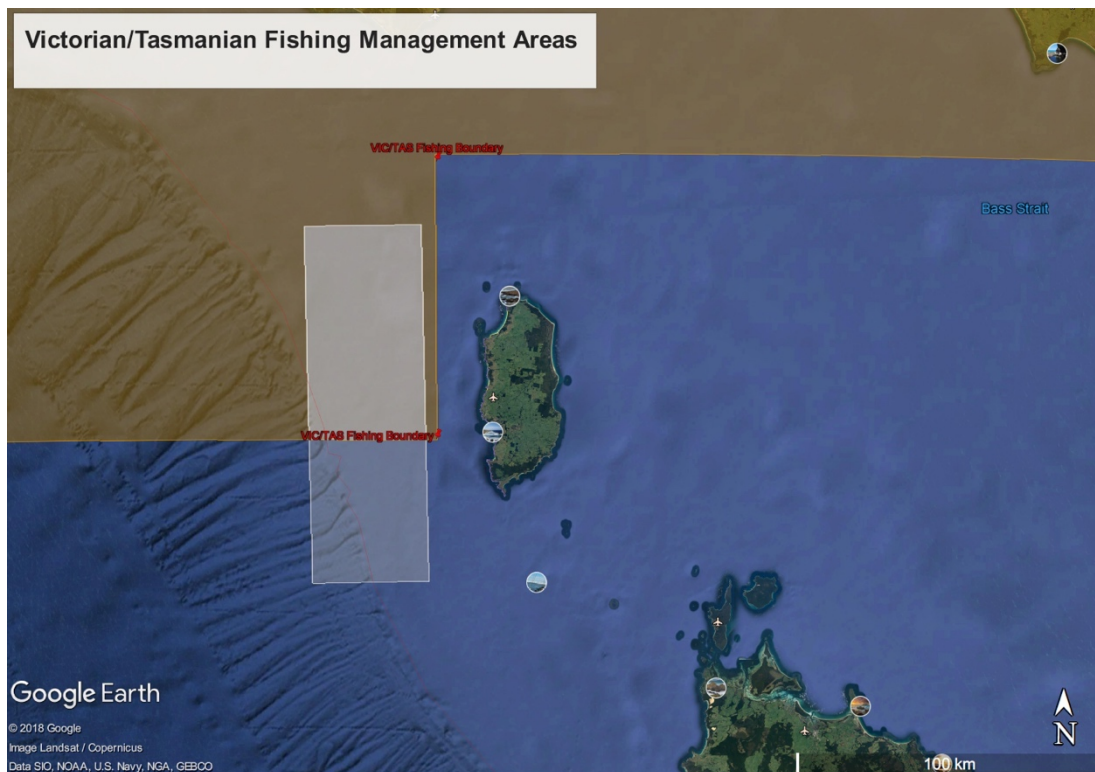 Victorian/Tasmanian Fishing Management Areas
VIC/TAS Fishing Boundary
Bass Strait
VIC/TAS Fishing Boundary
Google Earth
© 2018 Google
Image Landsat / Copernicus
Data SIO, NOAA, U.S. Navy, NGA, GEBCO
N
100 km